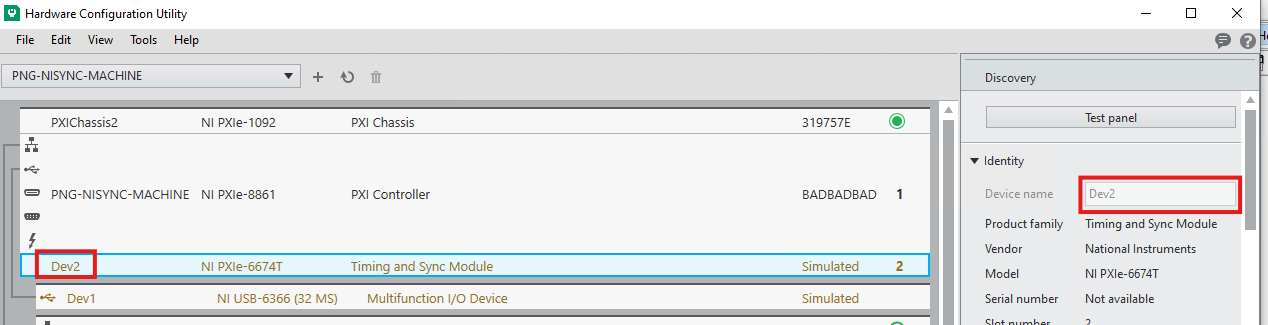 Hardware Configuration Utility
File Edit View Tools Help
PNG-NISYNC-MACHINE
PXIChassis2 NI PXIe-1092 PXI Chassis 319757E
PNG-NISYNC-MACHINE NI PXIe-8861 PXI Controller BADBADBAD 1
Dev2 NI PXIe-6674T Timing and Sync Module Simulated 2
Dev1 NI USB-6366 (32 MS) Multifunction I/O Device Simulated
Discovery
Test panel
Identity
Device name Dev2
Product family Timing and Sync Module
Vendor National Instruments
Model NI PXIe-6674T
Serial number Not available
Slot number 2